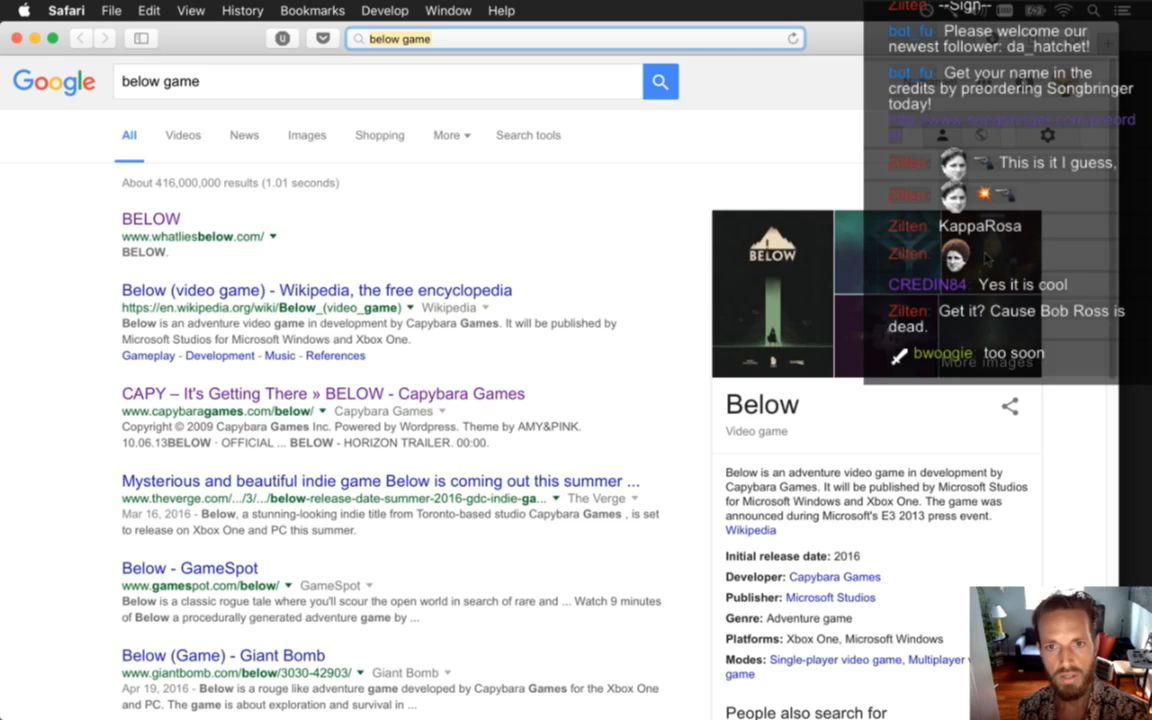 Safari File Edit View History Bookmarks Develop Window Help
below game
Google
below game
All Videos News Images Shopping More Search tools
About 416,000,000 results (1.01 seconds)
BELOW
www.whatliesbelow.com/
BELOW.
Below (video game) - Wikipedia, the free encyclopedia
https://en.wikipedia.org/wiki/Below_(video_game) Wikipedia
Below is an adventure video game in development by Capybara Games. It will be published by
Microsoft Studios for Microsoft Windows and Xbox One.
Gameplay - Development - Music - References
CAPY – It's Getting There » BELOW - Capybara Games
www.capybaragames.com/below/ Capybara Games
Copyright © 2009 Capybara Games Inc. Powered by Wordpress. Theme by AMY&PINK.
10.06.13BELOW · OFFICIAL ... BELOW - HORIZON TRAILER. 00:00.
Mysterious and beautiful indie game Below is coming out this summer ...
www.theverge.com/.../3/.../below-release-date-summer-2016-gdc-indie-ga... The Verge
Mar 16, 2016 - Below, a stunning-looking indie title from Toronto-based studio Capybara Games , is set
to release on Xbox One and PC this summer.
Below - GameSpot
www.gamespot.com/below/ GameSpot
Below is a classic rogue tale where you'll scour the open world in search of rare and ... Watch 9 minutes
of Below a procedurally generated adventure game by ...
Below (Game) - Giant Bomb
www.giantbomb.com/below/3030-42903/ Giant Bomb
Apr 19, 2016 - Below is a rouge like adventure game developed by Capybara Games for the Xbox One
and PC. The game is about exploration and survival in ...
Zilten: --Sign--
bot_fu: Please welcome our
newest follower: da_hatchet!
bot_fu: Get your name in the
credits by preordering Songbringer
today!
Zilten: This is it I guess,
Zilten:
Zilten: KappaRosa
Zilten:
CREDIN84: Yes it is cool
Zilten: Get it? Cause Bob Ross is
dead.
bwoogie: too soon
More images
BELOW
Below
Video game
Below is an adventure video game in development by
Capybara Games. It will be published by Microsoft Studios
for Microsoft Windows and Xbox One. The game was
announced during Microsoft's E3 2013 press event.
Wikipedia
Initial release date: 2016
Developer: Capybara Games
Publisher: Microsoft Studios
Genre: Adventure game
Platforms: Xbox One, Microsoft Windows
Modes: Single-player video game, Multiplayer
game
People also search for